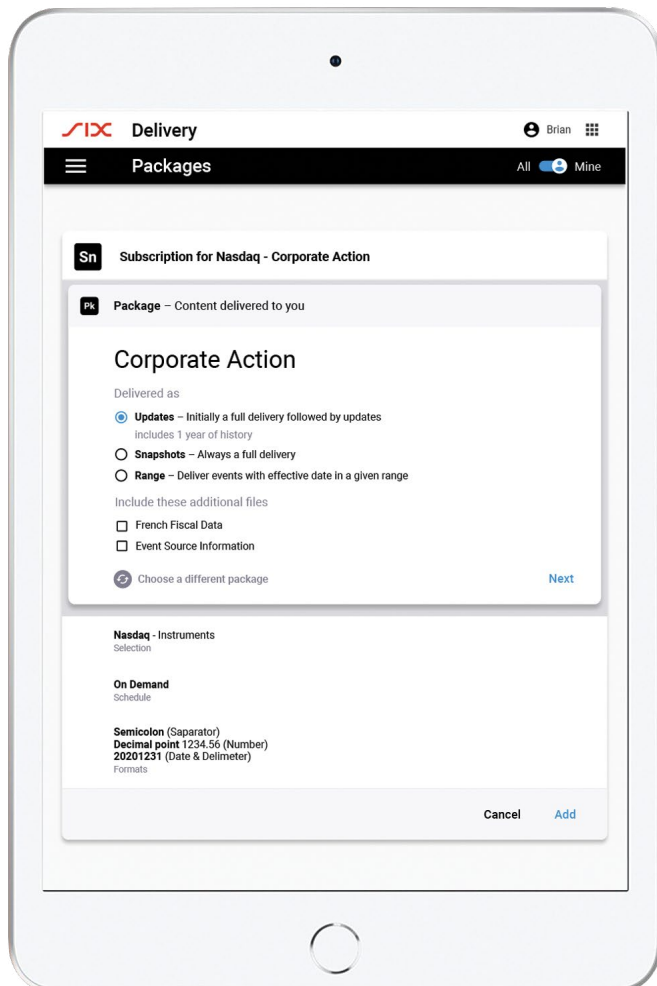 SIX Delivery
Brian
Packages
All Mine
Sn Subscription for Nasdaq - Corporate Action
Pk Package – Content delivered to you
Corporate Action
Delivered as
Updates – Initially a full delivery followed by updates
includes 1 year of history
Snapshots – Always a full delivery
Range – Deliver events with effective date in a given range
Include these additional files
French Fiscal Data
Event Source Information
Choose a different package
Next
Nasdaq - Instruments
Selection
On Demand
Schedule
Semicolon (Saparator)
Decimal point 1234.56 (Number)
20201231 (Date & Delimeter)
Formats
Cancel Add